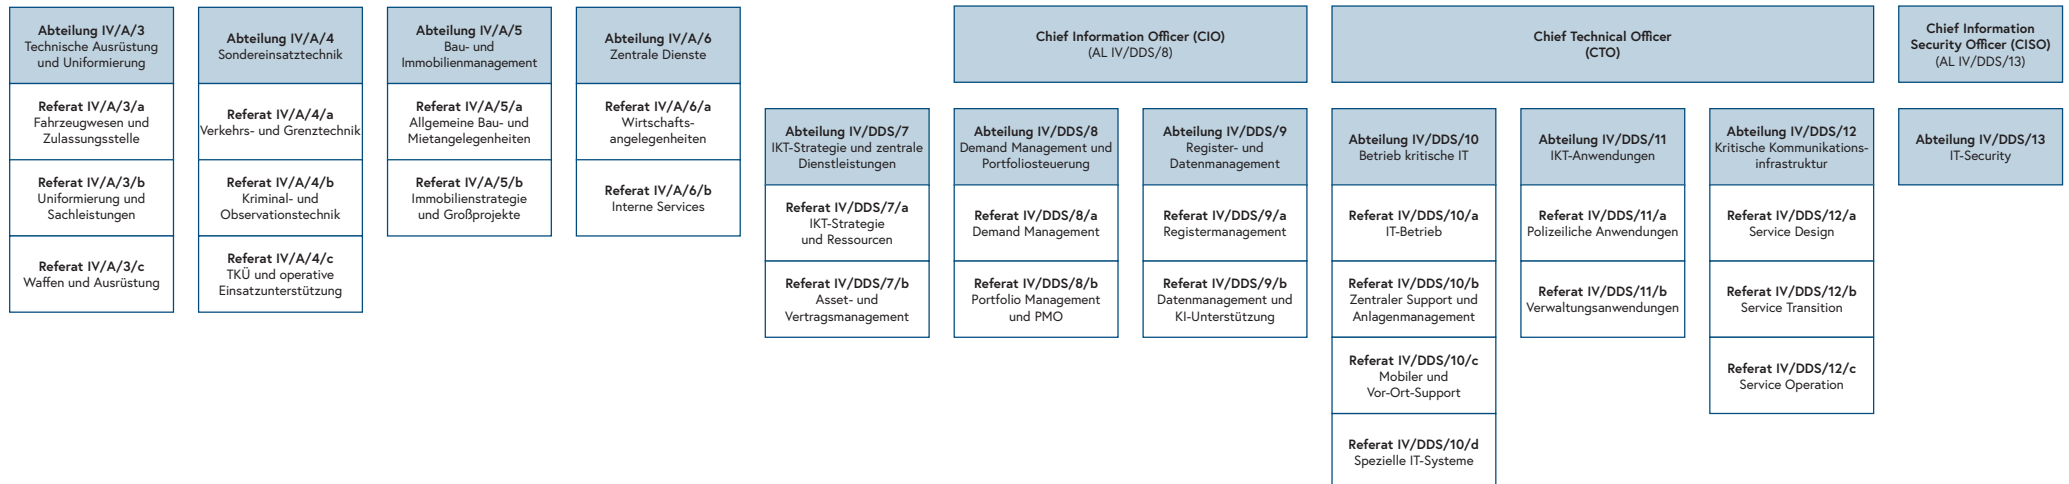 Abteilung IV/A/3
Technische Ausrüstung
und Uniformierung
Referat IV/A/3/a
Fahrzeugwesen und
Zulassungsstelle
Referat IV/A/3/b
Uniformierung und
Sachleistungen
Referat IV/A/3/c
Waffen und Ausrüstung
Abteilung IV/A/4
Sondereinsatztechnik
Referat IV/A/4/a
Verkehrs- und Grenztechnik
Referat IV/A/4/b
Kriminal- und
Observationstechnik
Referat IV/A/4/c
TKÜ und operative
Einsatzunterstützung
Abteilung IV/A/5
Bau- und
Immobilienmanagement
Referat IV/A/5/a
Allgemeine Bau- und
Mietangelegenheiten
Referat IV/A/5/b
Immobilienstrategie
und Großprojekte
Abteilung IV/A/6
Zentrale Dienste
Referat IV/A/6/a
Wirtschafts-
angelegenheiten
Referat IV/A/6/b
Interne Services
Abteilung IV/DDS/7
IKT-Strategie und zentrale
Dienstleistungen
Referat IV/DDS/7/a
IKT-Strategie
und Ressourcen
Referat IV/DDS/7/b
Asset- und
Vertragsmanagement
Chief Information Officer (CIO)
(AL IV/DDS/8)
Abteilung IV/DDS/8
Demand Management und
Portfoliosteuerung
Referat IV/DDS/8/a
Demand Management
Referat IV/DDS/8/b
Portfolio Management
und PMO
Abteilung IV/DDS/9
Register- und
Datenmanagement
Referat IV/DDS/9/a
Registermanagement
Referat IV/DDS/9/b
Datenmanagement und
KI-Unterstützung
Chief Technical Officer
(CTO)
Abteilung IV/DDS/10
Betrieb kritische IT
Referat IV/DDS/10/a
IT-Betrieb
Referat IV/DDS/10/b
Zentraler Support und
Anlagenmanagement
Referat IV/DDS/10/c
Mobiler und
Vor-Ort-Support
Referat IV/DDS/10/d
Spezielle IT-Systeme
Abteilung IV/DDS/11
IKT-Anwendungen
Referat IV/DDS/11/a
Polizeiliche Anwendungen
Referat IV/DDS/11/b
Verwaltungsanwendungen
Abteilung IV/DDS/12
Kritische Kommunikations-
infrastruktur
Referat IV/DDS/12/a
Service Design
Referat IV/DDS/12/b
Service Transition
Referat IV/DDS/12/c
Service Operation
Chief Information
Security Officer (CISO)
(AL IV/DDS/13)
Abteilung IV/DDS/13
IT-Security